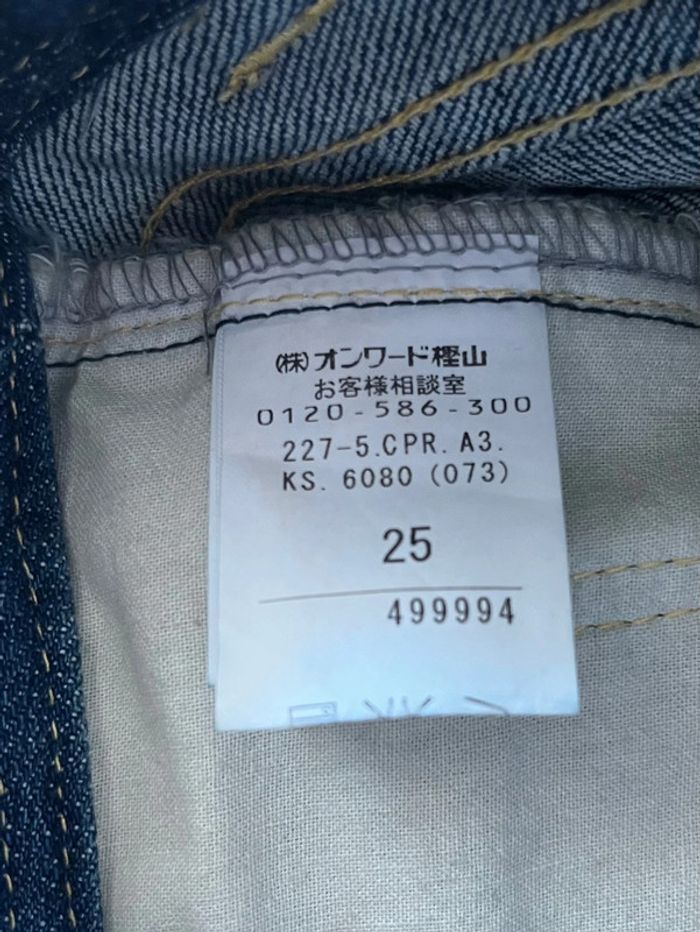 (株)オンワード樫山
お客様相談室
0120-586-300
227-5.CPR.A3.
KS.6080(073)
25
499994